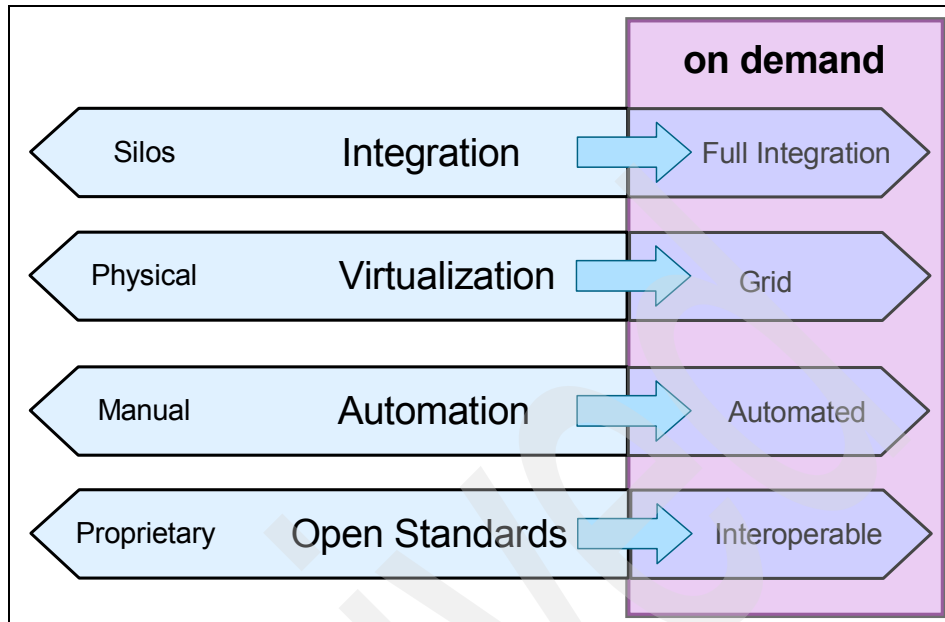 on demand
Silos Integration Full Integration
Physical Virtualization Grid
Manual Automation Automated
Proprietary Open Standards Interoperable